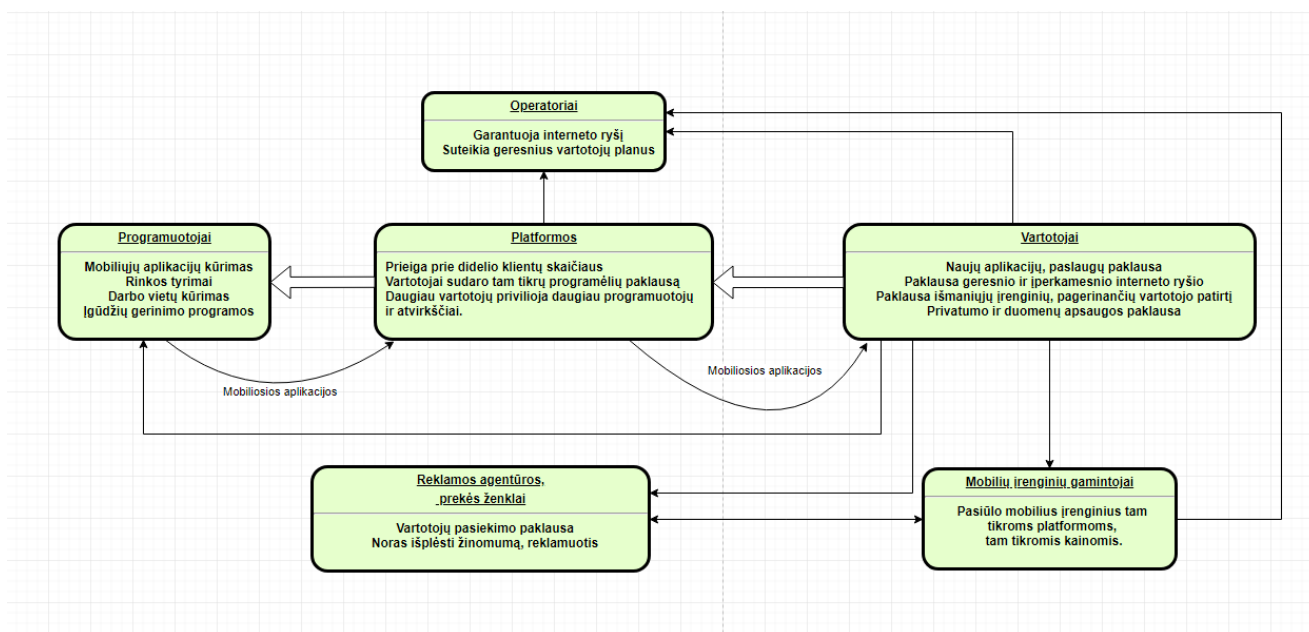 Operatoriai
Garantuoja interneto ryšį
Suteikia geresnius vartotojų planus
Programuotojai
Mobiliųjų aplikacijų kūrimas
Rinkos tyrimai
Darbo vietų kūrimas
Įgūdžių gerinimo programos
Platformos
Prieiga prie didelio klientų skaičiaus
Vartotojai sudaro tam tikrų programėlių paklausą
Daugiau vartotojų privilioja daugiau programuotojų
ir atvirkščiai.
Vartotojai
Naujų aplikacijų, paslaugų paklausa
Paklausa geresnio ir įperkamesnio interneto ryšio
Paklausa išmaniųjų įrenginių, pagerinančių vartotojo patirtį
Privatumo ir duomenų apsaugos paklausa
Mobiliosios aplikacijos
Mobiliosios aplikacijos
Reklamos agentūros,
prekės ženklai
Vartotojų pasiekimo paklausa
Noras išplėsti žinomumą, reklamuotis
Mobilių įrenginių gamintojai
Pasiūlo mobilius įrenginius tam
tikroms platformoms,
tam tikromis kainomis.